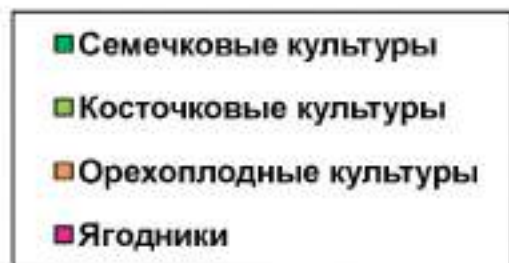 Семечковые культуры
Косточковые культуры
Орехоплодные культуры
Ягодники